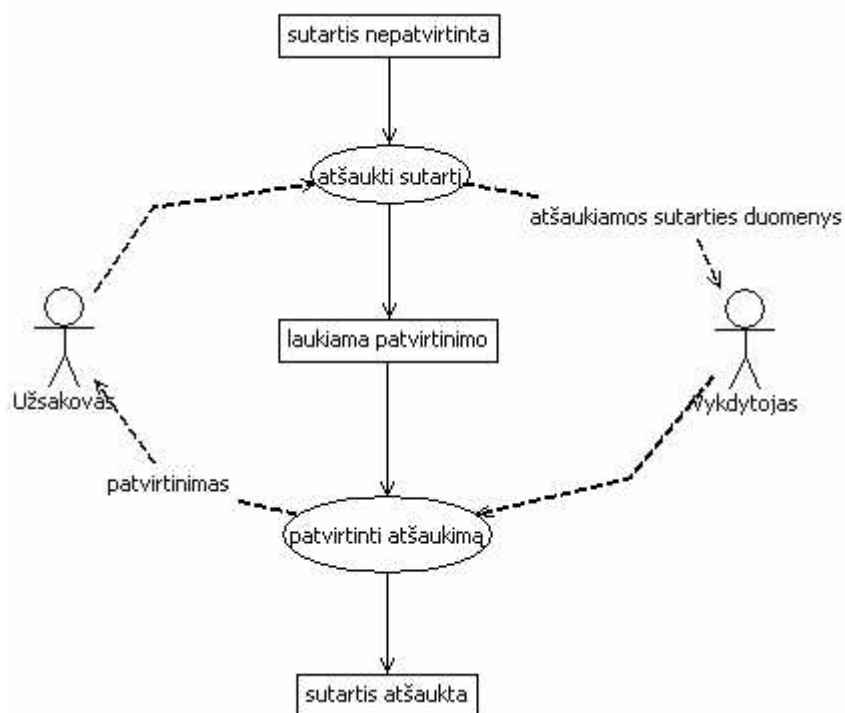 sutartis nepatvirtinta
atšaukti sutartį
atšaukiamos sutarties duomenys
laukiama patvirtinimo
Užsakovas
Vykdytojas
patvirtinimas
patvirtinti atšaukimą
sutartis atšaukta